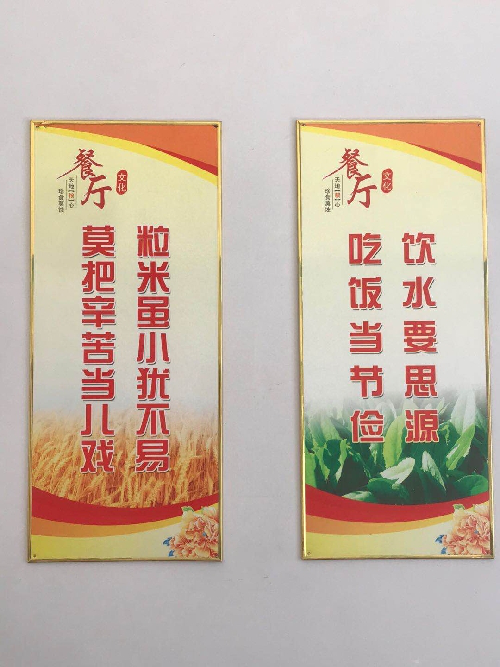 餐厅
文化
粒米虽小犹不易
莫把辛苦当儿戏
餐厅
文化
饮水要思源
吃饭当节俭